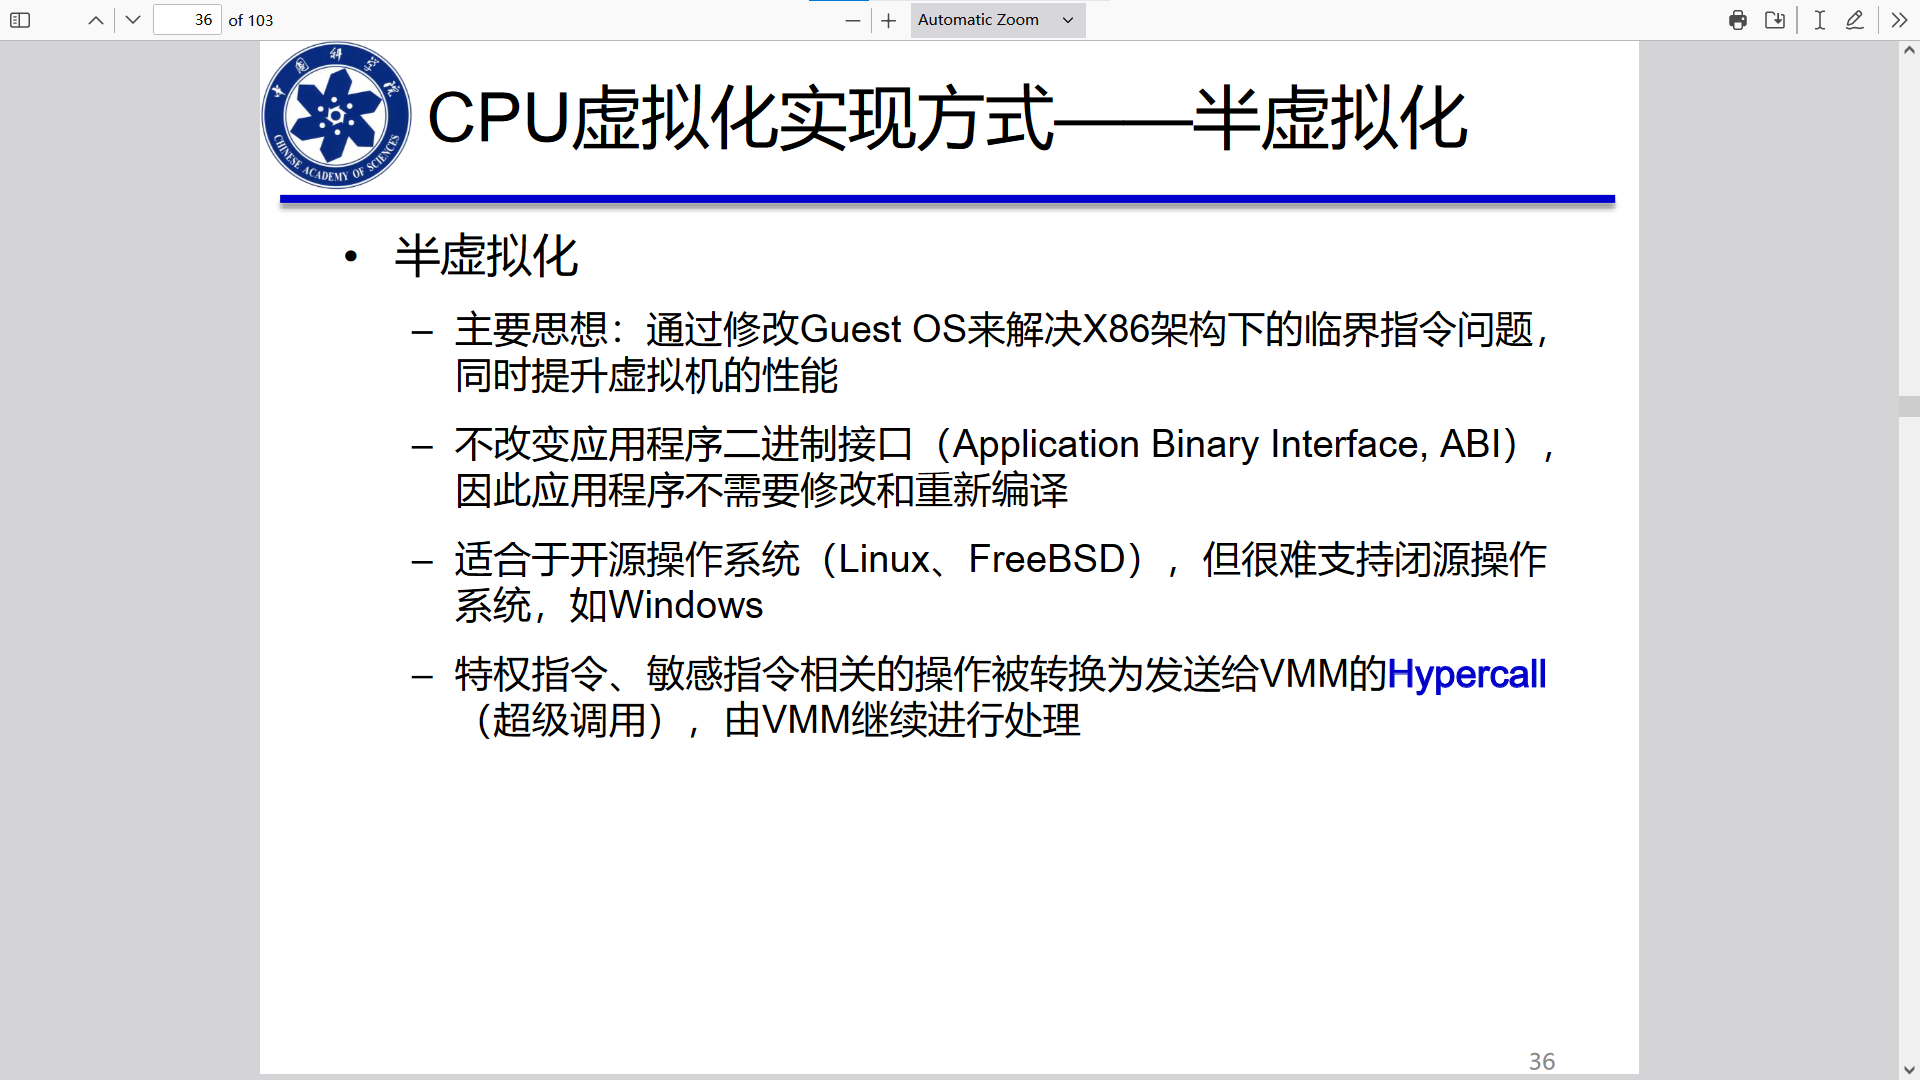 36 of 103
Automatic Zoom
中国科学院
CHINESE ACADEMY OF SCIENCES
CPU虚拟化实现方式——半虚拟化
• 半虚拟化
– 主要思想：通过修改Guest OS来解决X86架构下的临界指令问题，
同时提升虚拟机的性能
– 不改变应用程序二进制接口（Application Binary Interface, ABI），
因此应用程序不需要修改和重新编译
– 适合于开源操作系统（Linux、FreeBSD），但很难支持闭源操作
系统，如Windows
– 特权指令、敏感指令相关的操作被转换为发送给VMM的Hypercall
（超级调用），由VMM继续进行处理
36